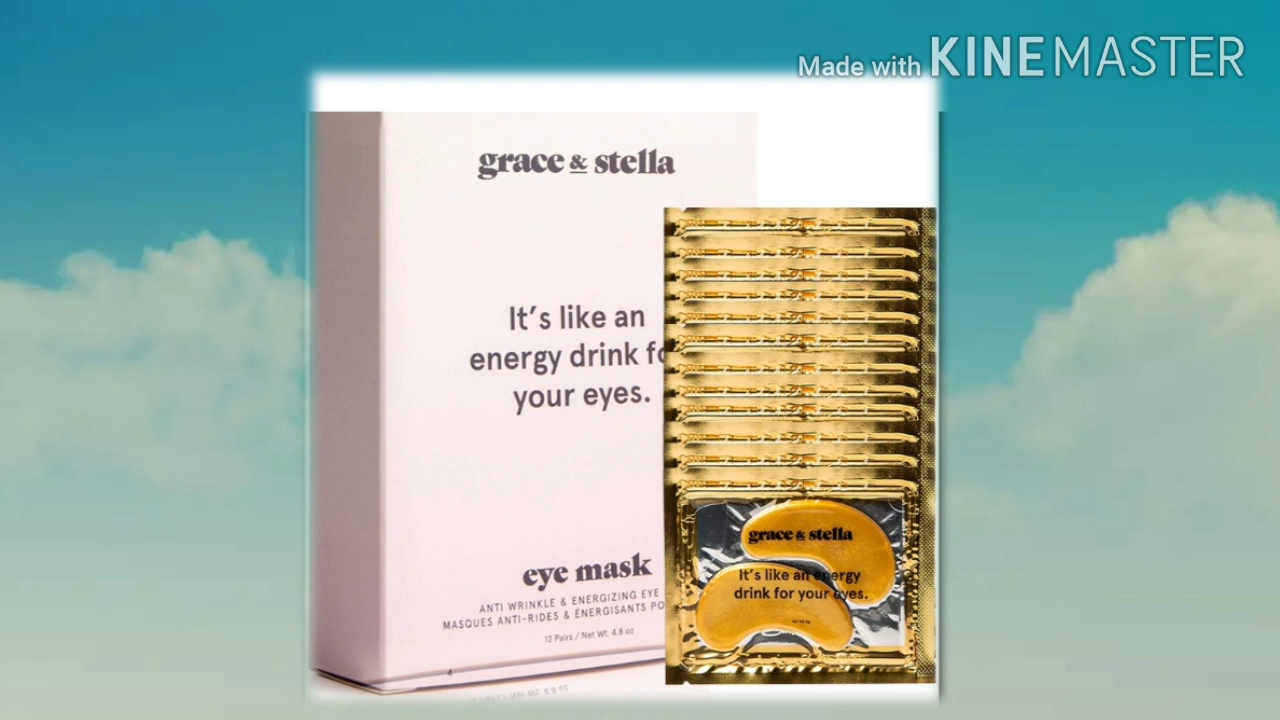 Made with KINEMASTER
grace & stella
It's like an
energy drink fo
your eyes.
eye mask
ANTI WRINKLE & ENERGIZING EYE
MASQUES ANTI-RIDES & ÉNERGISANTS PO
12 Pairs / Net Wt. 4.8 oz
grace & stella
It's like an energy
drink for your eyes.